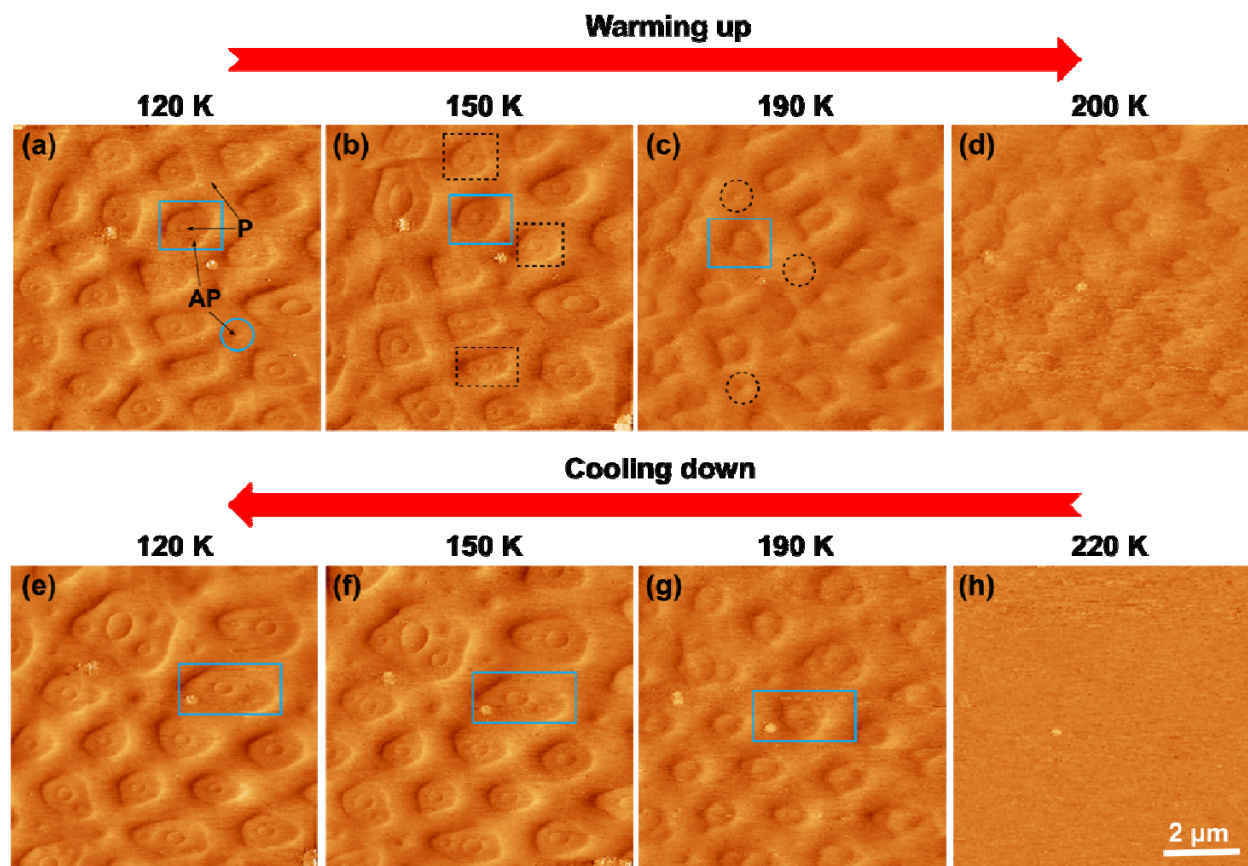 Warming up
120 K
150 K
190 K
200 K
(a)
(b)
(c)
(d)
P
AP
Cooling down
120 K
150 K
190 K
220 K
(e)
(f)
(g)
(h)
2 μm